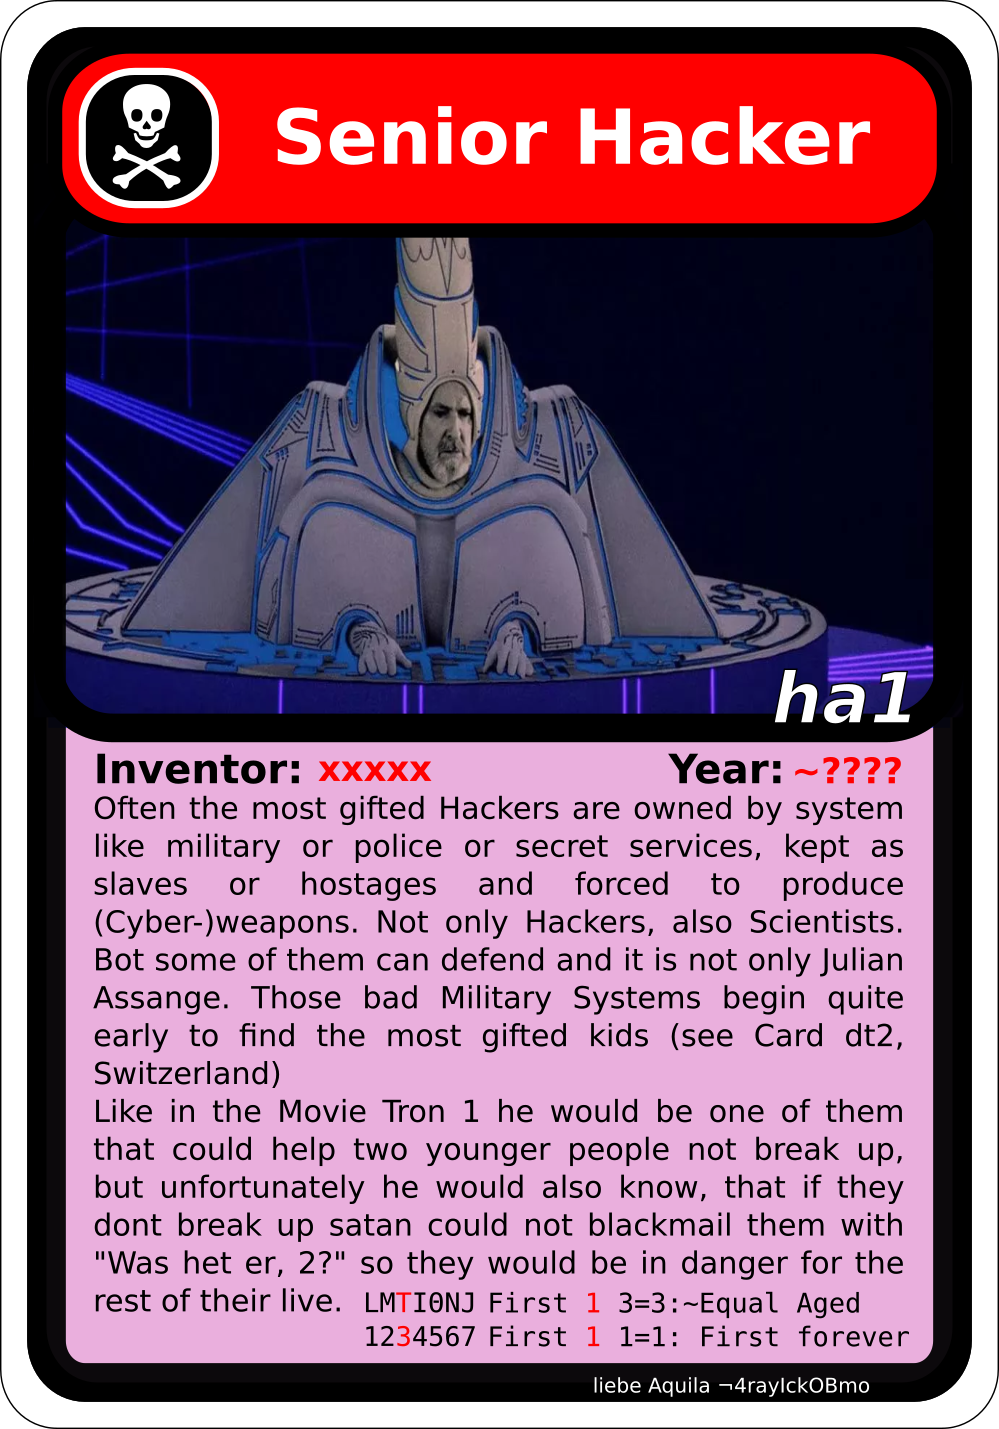 Senior Hacker
ha1
Inventor: xxxxx Year: ~????
Often the most gifted Hackers are owned by system
like military or police or secret services, kept as
slaves or hostages and forced to produce
(Cyber-)weapons. Not only Hackers, also Scientists.
Bot some of them can defend and it is not only Julian
Assange. Those bad Military Systems begin quite
early to find the most gifted kids (see Card dt2,
Switzerland)
Like in the Movie Tron 1 he would be one of them
that could help two younger people not break up,
but unfortunately he would also know, that if they
dont break up satan could not blackmail them with
"Was het er, 2?" so they would be in danger for the
rest of their live. LMTI0NJ First 1 3=3:~Equal Aged
1234567 First 1 1=1: First forever
liebe Aquila ¬4rayIckOBmo